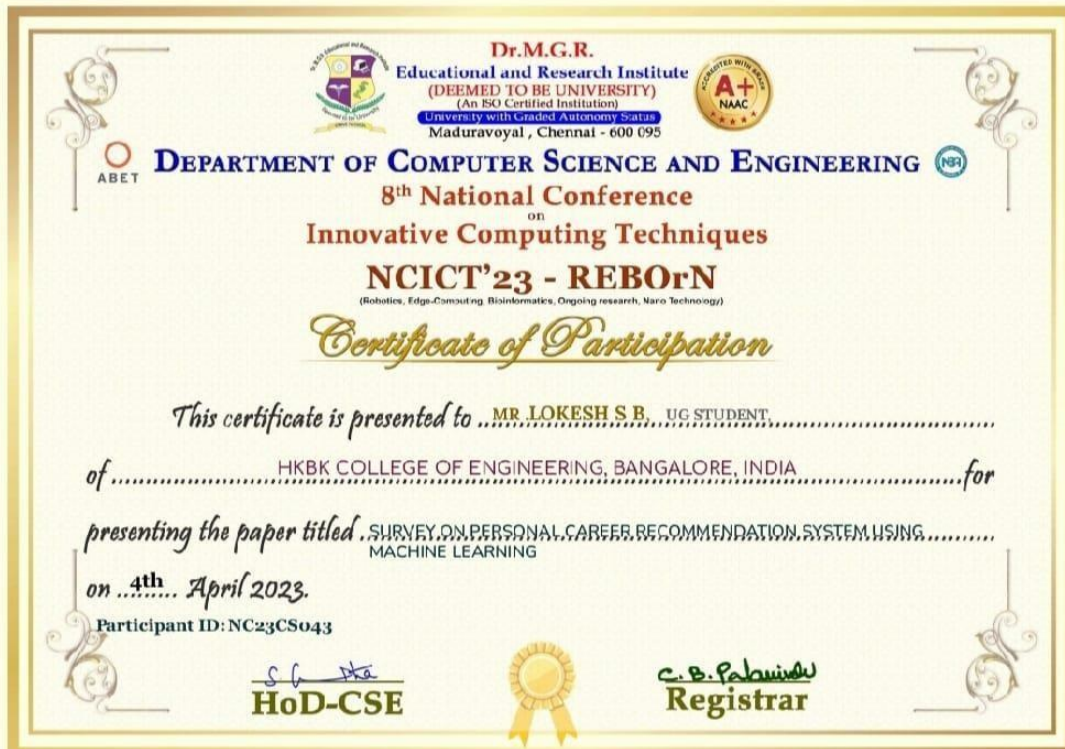 Dr.M.G.R.
Educational and Research Institute
(DEEMED TO BE UNIVERSITY)
(An ISO Certified Institution)
University with Graded Autonomy Status
Maduravoyal , Chennai - 600 095
ACCREDITED WITH GRADE
A+
NAAC
ABET
DEPARTMENT OF COMPUTER SCIENCE AND ENGINEERING
NBA
8th National Conference
on
Innovative Computing Techniques
NCICT'23 - REBOrN
(Robotics, Edge-Computing, Bioinformatics, Ongoing research, Nano Technology)
Certificate of Participation
This certificate is presented to MR .LOKESH S B, UG STUDENT,
of HKBK COLLEGE OF ENGINEERING, BANGALORE, INDIA for
presenting the paper titled SURVEY ON PERSONAL CAREER RECOMMENDATION SYSTEM USING
MACHINE LEARNING
on 4th April 2023.
Participant ID: NC23CS043
HoD-CSE
Registrar